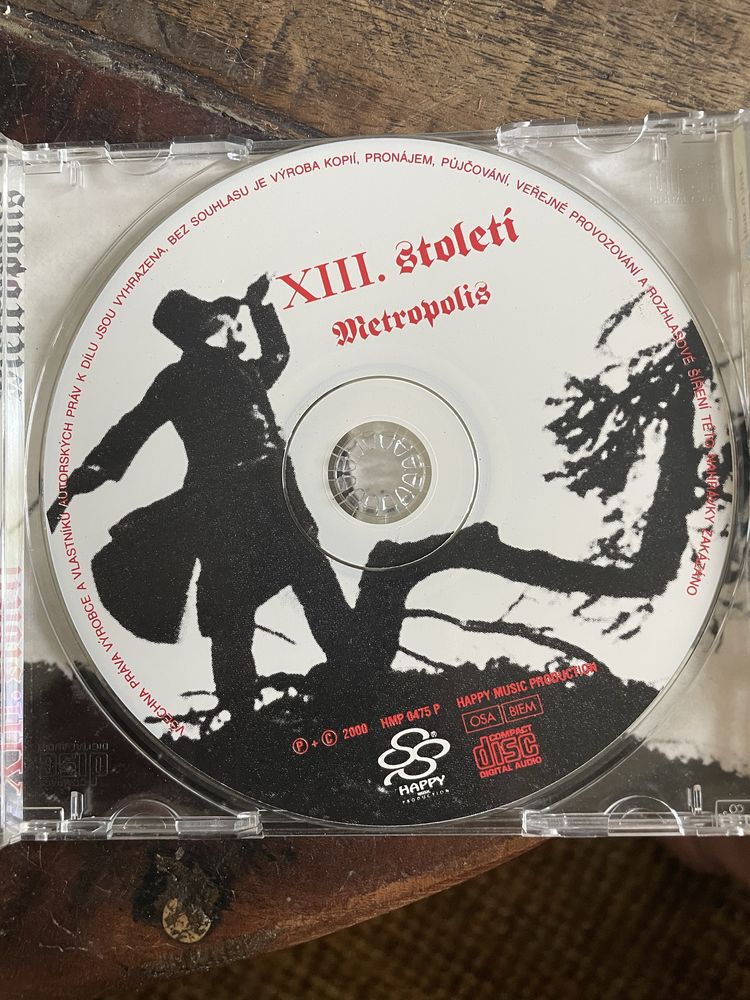 VŠECHNA PRÁVA VÝROBCE A VLASTNÍKŮ AUTORSKÝCH PRÁV K DÍLU JSOU VYHRAZENA, BEZ SOUHLASU JE VÝROBA KOPIÍ, PRONÁJEM, PŮJČOVÁNÍ, VEŘEJNÉ PROVOZOVÁNÍ A ROZHLASOVÉ ŠÍŘENÍ TÉTO NAHRÁVKY ZAKÁZÁNO
XIII. století
Metropolis
Ⓟ + © 2000 HMP 0475 P HAPPY MUSIC PRODUCTION
OSA BIEM
HAPPY
MUSIC
PRODUCTION
COMPACT
disc
DIGITAL AUDIO